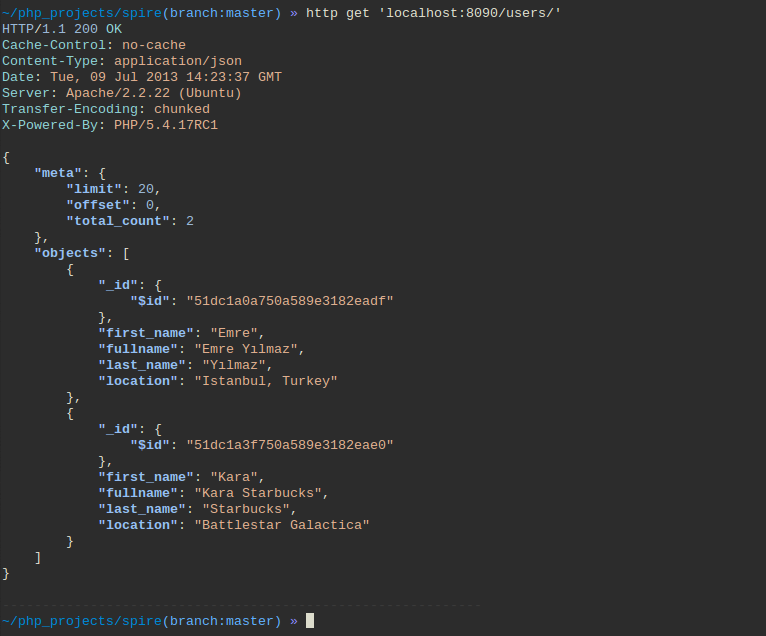 ~/php_projects/spire(branch:master) » http get 'localhost:8090/users/'
HTTP/1.1 200 OK
Cache-Control: no-cache
Content-Type: application/json
Date: Tue, 09 Jul 2013 14:23:37 GMT
Server: Apache/2.2.22 (Ubuntu)
Transfer-Encoding: chunked
X-Powered-By: PHP/5.4.17RC1

{
    "meta": {
        "limit": 20,
        "offset": 0,
        "total_count": 2
    },
    "objects": [
        {
            "_id": {
                "$id": "51dc1a0a750a589e3182eadf"
            },
            "first_name": "Emre",
            "fullname": "Emre Yılmaz",
            "last_name": "Yılmaz",
            "location": "Istanbul, Turkey"
        },
        {
            "_id": {
                "$id": "51dc1a3f750a589e3182eae0"
            },
            "first_name": "Kara",
            "fullname": "Kara Starbucks",
            "last_name": "Starbucks",
            "location": "Battlestar Galactica"
        }
    ]
}

~/php_projects/spire(branch:master) »